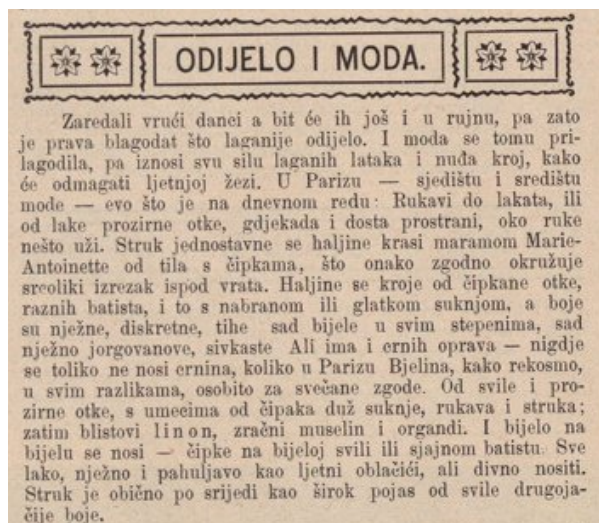 ODIJELO I MODA.
Zaredali vrući danci a bit će ih još i u rujnu, pa zato
je prava blagodat što laganije odijelo. I moda se tomu pri-
lagodila, pa iznosi svu silu laganih lataka i nuđa kroj, kako
će odmagati ljetnjoj žezi. U Parizu — sjedištu i središtu
mode — evo što je na dnevnom redu: Rukavi do lakata, ili
od lake prozirne otke, gdjekada i dosta prostrani, oko ruke
nešto uži. Struk jednostavne se haljine krasi maramom Marie-
Antoinette od tila s čipkama, što onako zgodno okružuje
srcoliki izrezak ispod vrata. Haljine se kroje od čipkane otke,
raznih batista, i to s nabranom ili glatkom suknjom, a boje
su nježne, diskretne, tihe sad bijele u svim stepenima, sad
nježno jorgovanove, sivkaste Ali ima i crnih oprava — nigdje
se toliko ne nosi crnina, koliko u Parizu Bjelina, kako rekosmo,
u svim razlikama, osobito za svečane zgode. Od svile i pro-
zirne otke, s umecima od čipaka duž suknje, rukava i struka;
zatim blistovi linon, zračni muselin i organdi. I bijelo na
bijelu se nosi — čipke na bijeloj svili ili sjajnom batistu. Sve
lako, nježno i pahuljavo kao ljetni oblačići, ali divno nositi.
Struk je obično po srijedi kao širok pojas od svile drugoja-
čije boje.